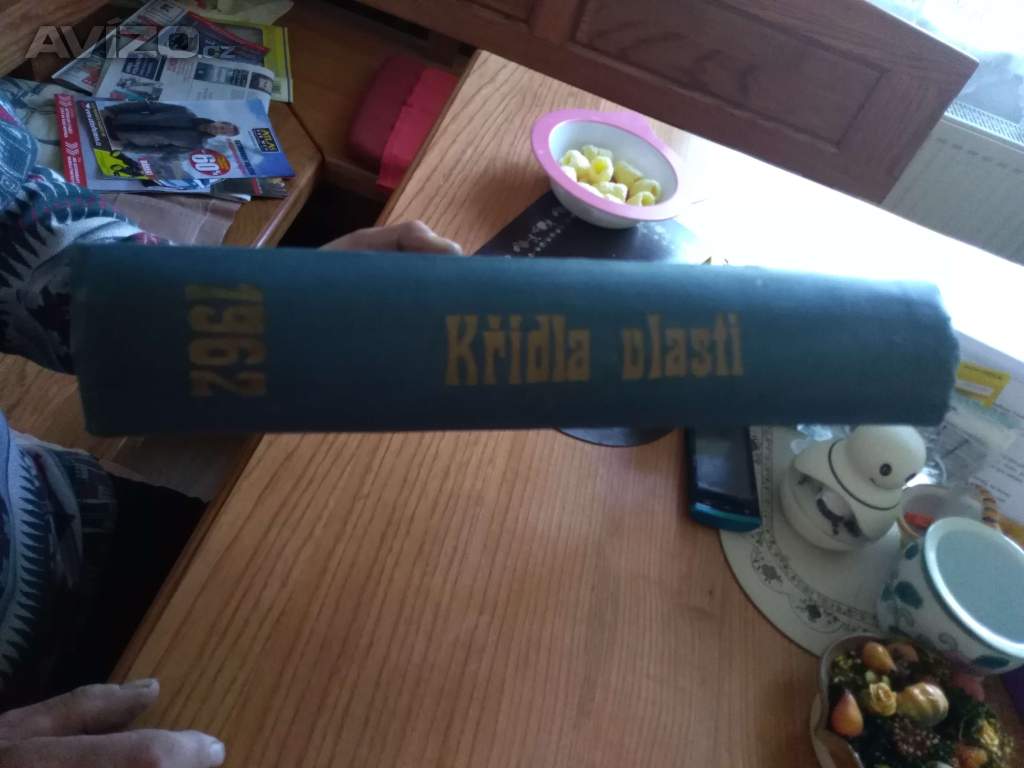 AVÍZO.CZ
1962
Křídla vlasti